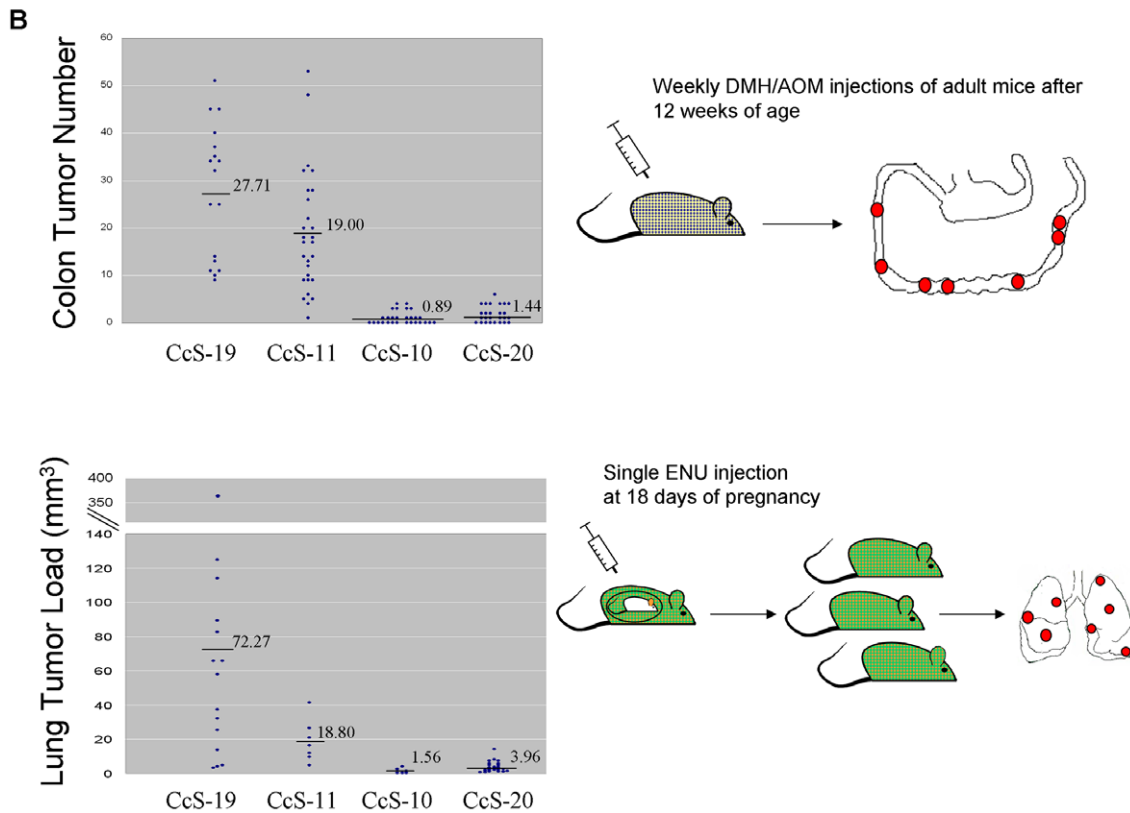 B
Colon Tumor Number
60
50
40
30
20
10
0
27.71
19.00
0.89
1.44
CcS-19 CcS-11 CcS-10 CcS-20
Weekly DMH/AOM injections of adult mice after
12 weeks of age
Lung Tumor Load (mm³)
400
350
140
120
100
80
60
40
20
0
72.27
18.80
1.56
3.96
CcS-19 CcS-11 CcS-10 CcS-20
Single ENU injection
at 18 days of pregnancy